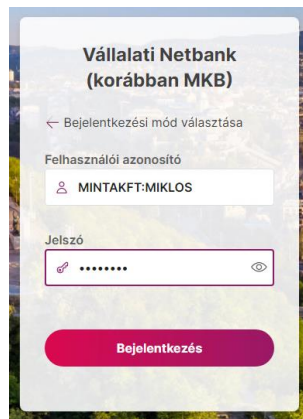 Vállalati Netbank
(korábban MKB)
← Bejelentkezési mód választása
Felhasználói azonosító
MINTAKFT:MIKLOS
Jelszó
••••••••
Bejelentkezés